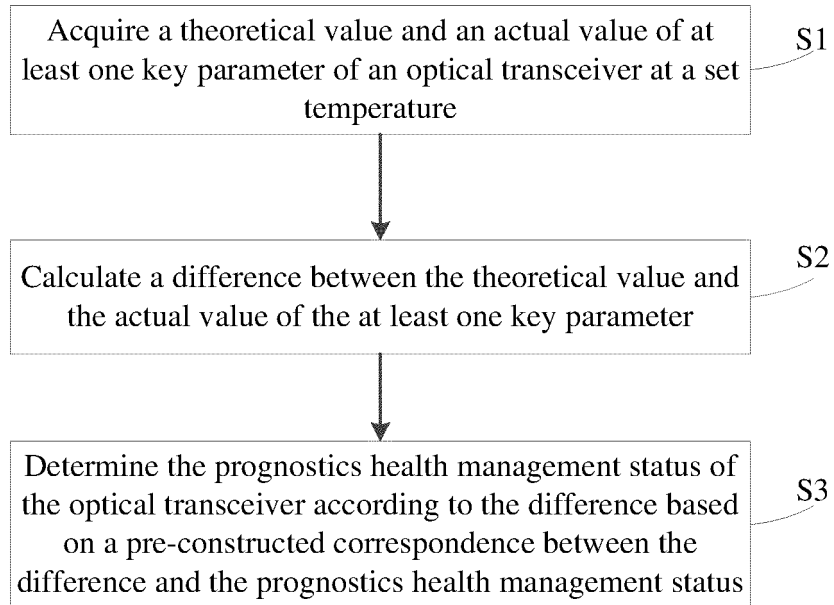 Acquire a theoretical value and an actual value of at
least one key parameter of an optical transceiver at a set
temperature
S1
Calculate a difference between the theoretical value and
the actual value of the at least one key parameter
S2
Determine the prognostics health management status of
the optical transceiver according to the difference based
on a pre-constructed correspondence between the
difference and the prognostics health management status
S3